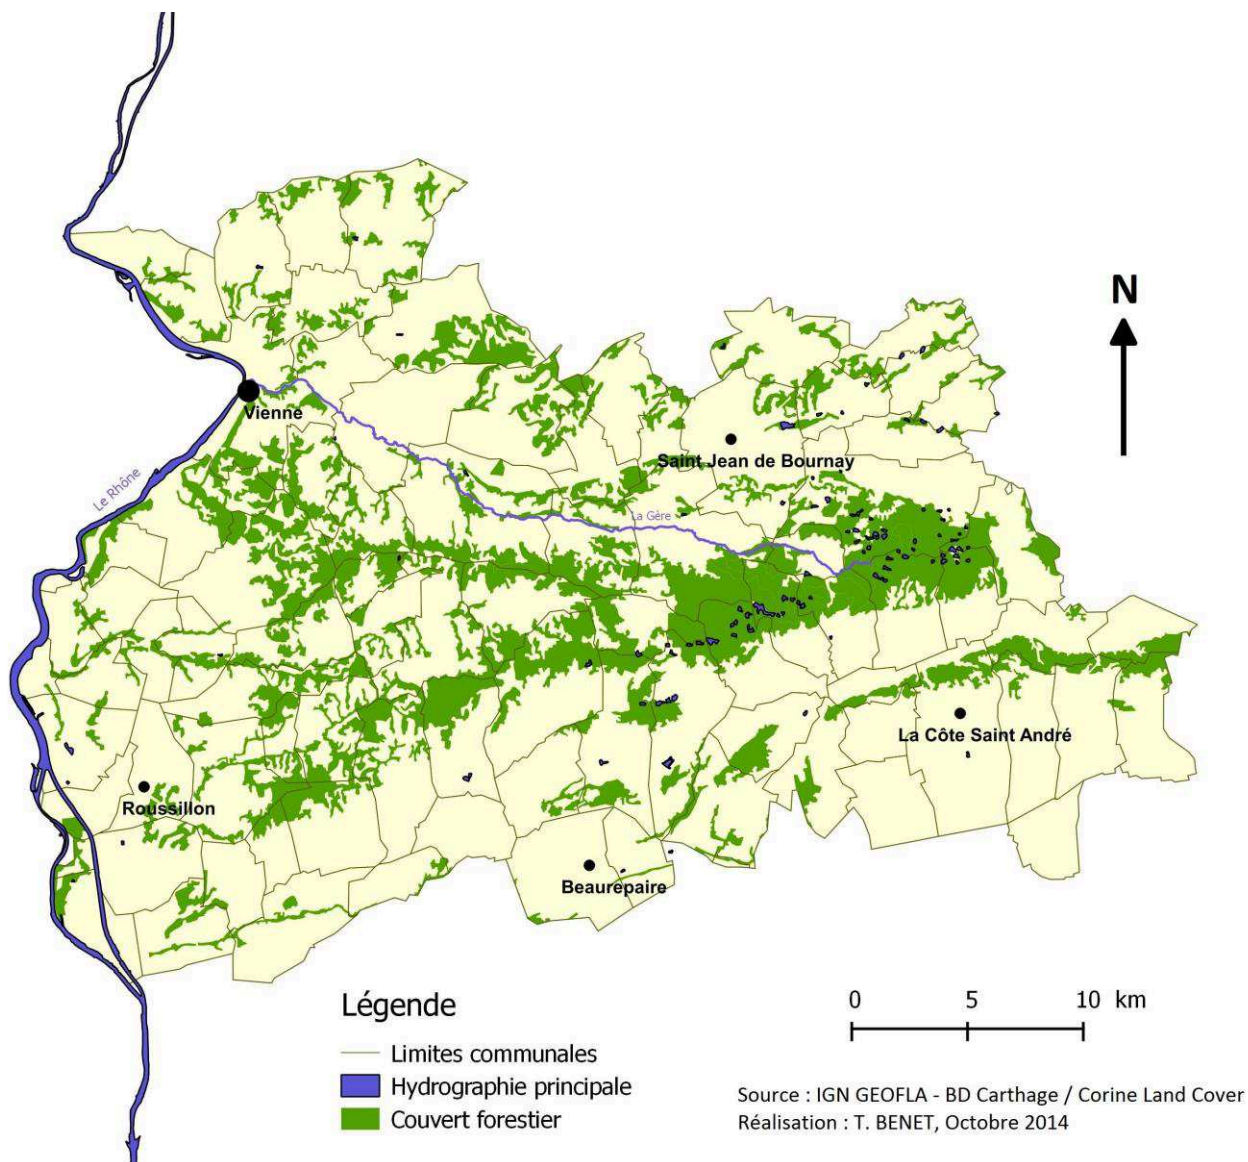 N
Vienne
Saint Jean de Bournay
Le Rhône
La Gère
La Côte Saint André
Roussillon
Beaurepaire
Légende
Limites communales
Hydrographie principale
Couvert forestier
0 5 10 km
Source : IGN GEOFLA - BD Carthage / Corine Land Cover
Réalisation : T. BENET, Octobre 2014